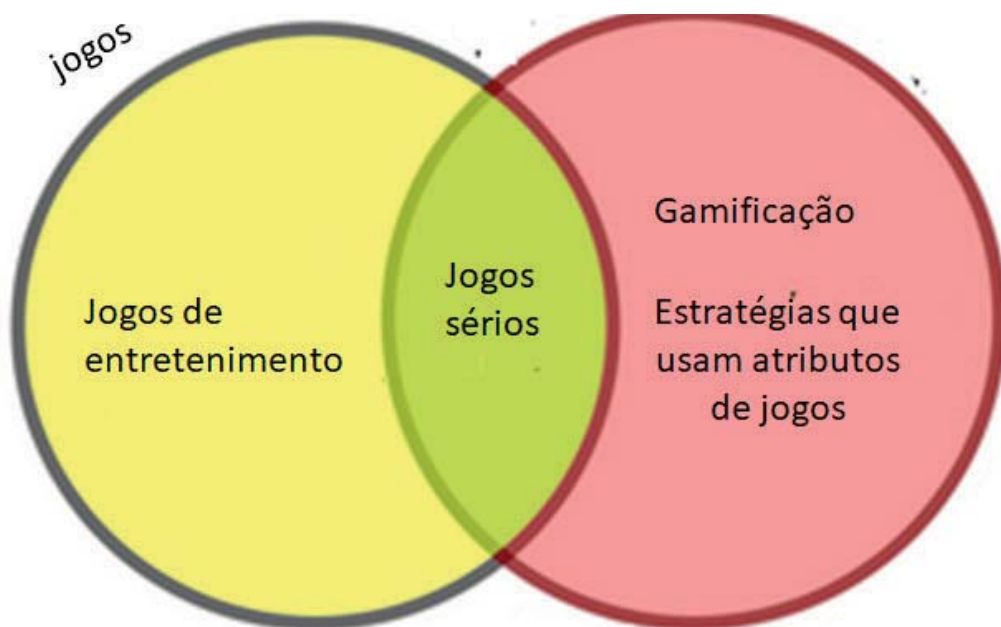 jogos
Jogos de
entretenimento
Jogos
sérios
Gamificação
Estratégias que
usam atributos
de jogos